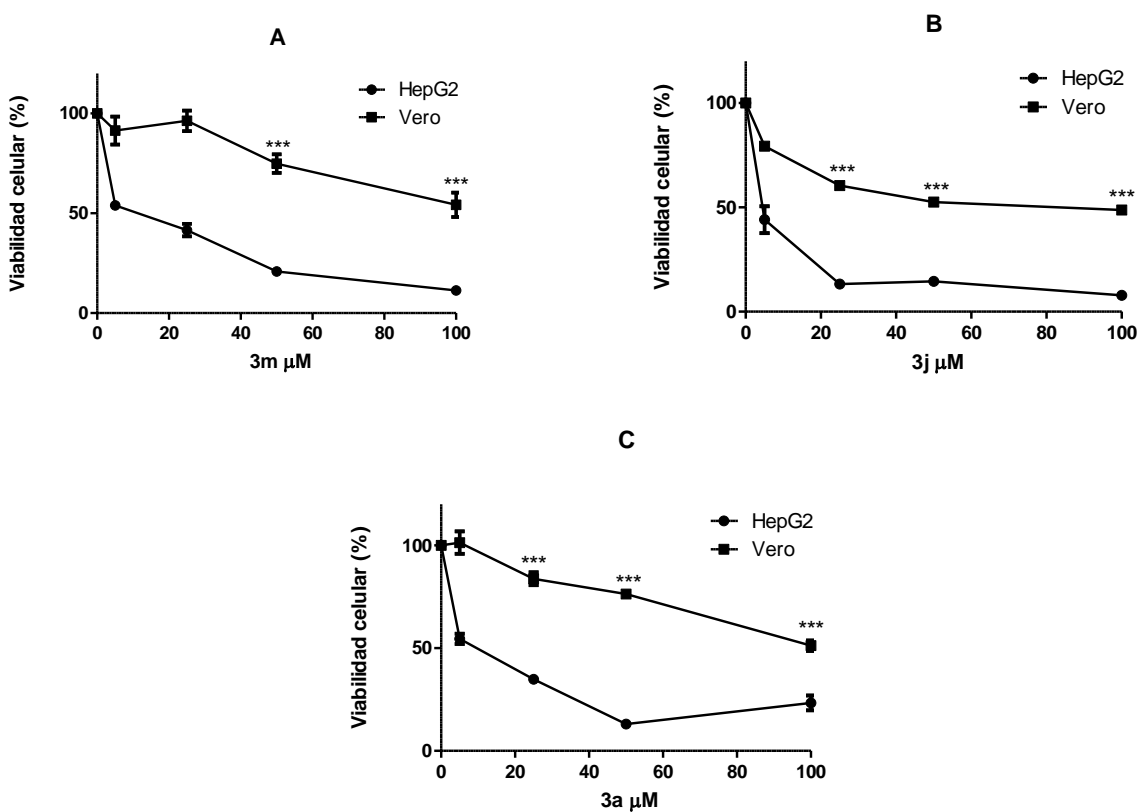 A
Viabilidad celular (%)
100
50
0
HepG2
Vero
***
***
0 20 40 60 80 100
3m μM
B
Viabilidad celular (%)
100
50
0
HepG2
Vero
***
***
***
0 20 40 60 80 100
3j μM
C
Viabilidad celular (%)
100
50
0
HepG2
Vero
***
***
***
0 20 40 60 80 100
3a μM